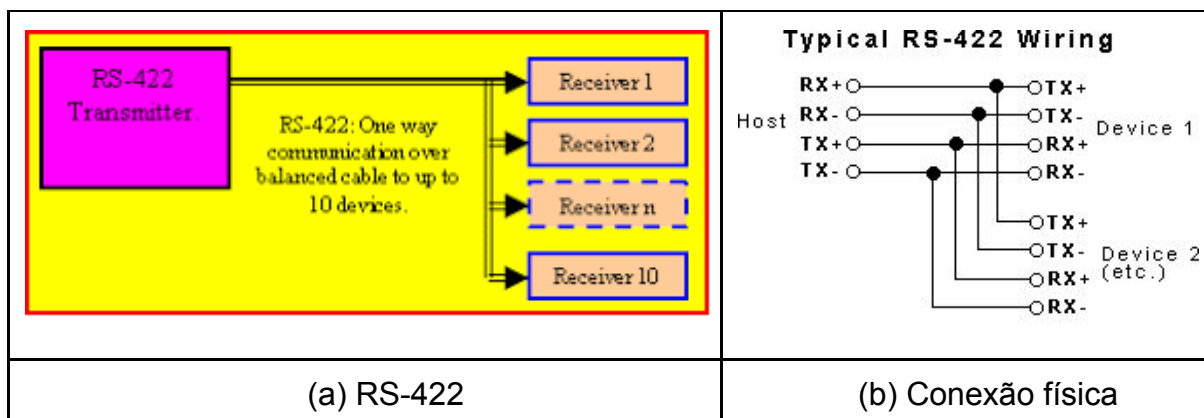 RS-422
Transmitter.
RS-422: One way
communication over
balanced cable to up to
10 devices.
Receiver 1
Receiver 2
Receiver n
Receiver 10
(a) RS-422
Typical RS-422 Wiring
Host
RX+
RX-
TX+
TX-
TX+
TX-
RX+
RX-
Device 1
TX+
TX-
RX+
RX-
Device 2
(etc.)
(b) Conexão física